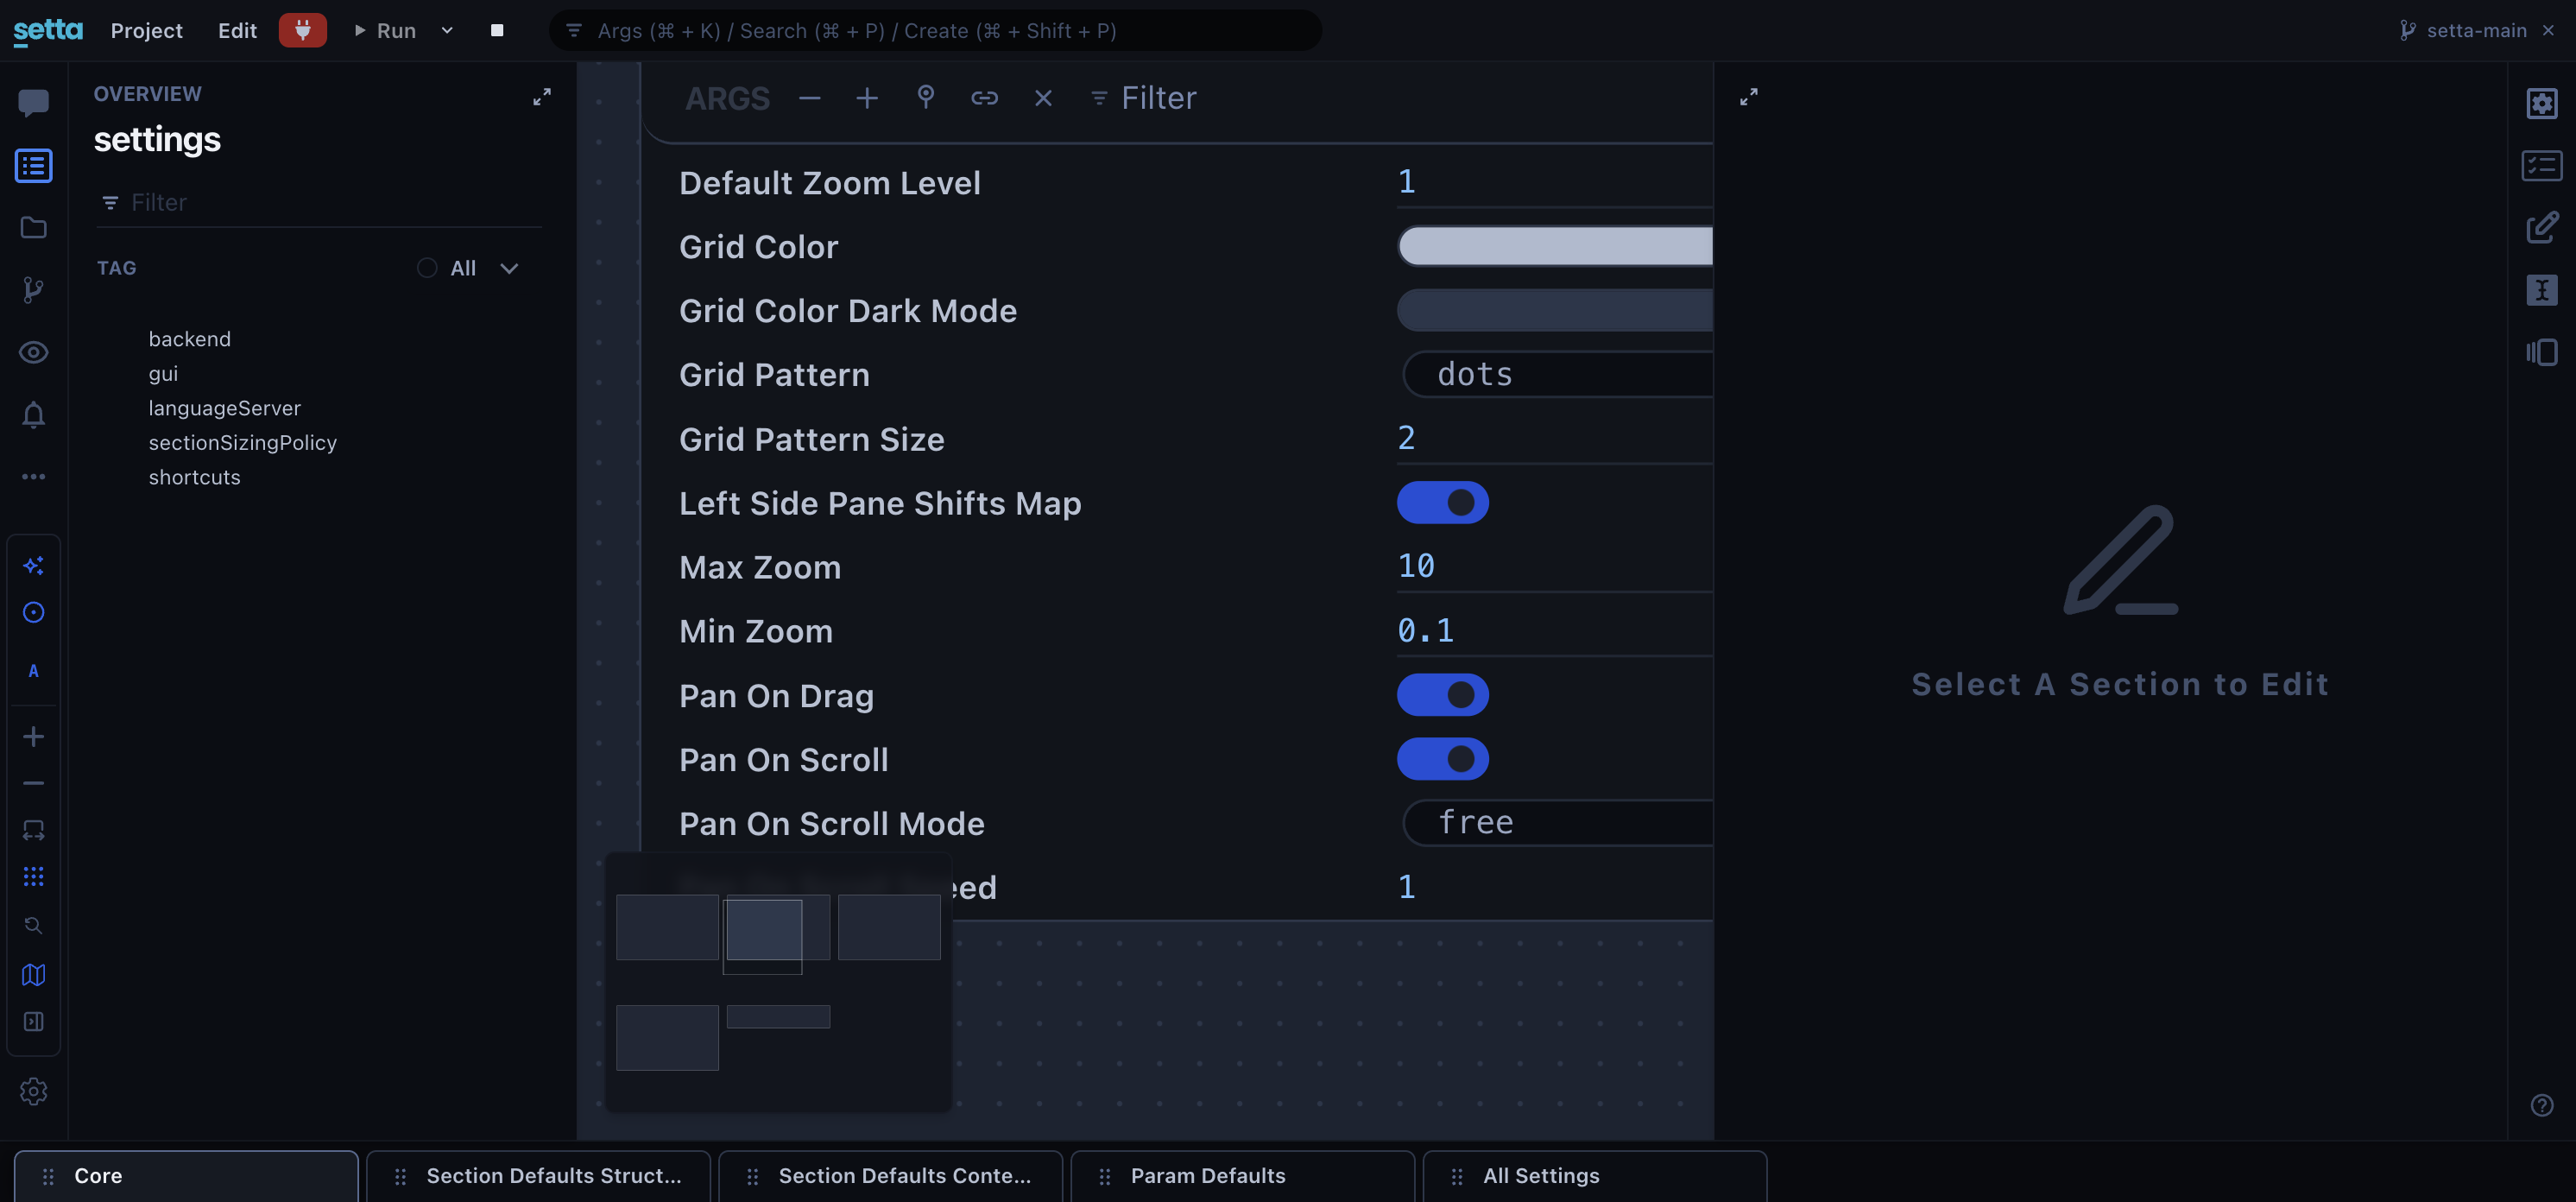 setta Project Edit Run Args (⌘ + K) / Search (⌘ + P) / Create (⌘ + Shift + P) setta-main
OVERVIEW
settings
Filter
TAG All
backend
gui
languageServer
sectionSizingPolicy
shortcuts
A
ARGS Filter
Default Zoom Level 1
Grid Color
Grid Color Dark Mode
Grid Pattern dots
Grid Pattern Size 2
Left Side Pane Shifts Map
Max Zoom 10
Min Zoom 0.1
Pan On Drag
Pan On Scroll
Pan On Scroll Mode free
1
Select A Section to Edit
Core
Section Defaults Struct...
Section Defaults Conte...
Param Defaults
All Settings